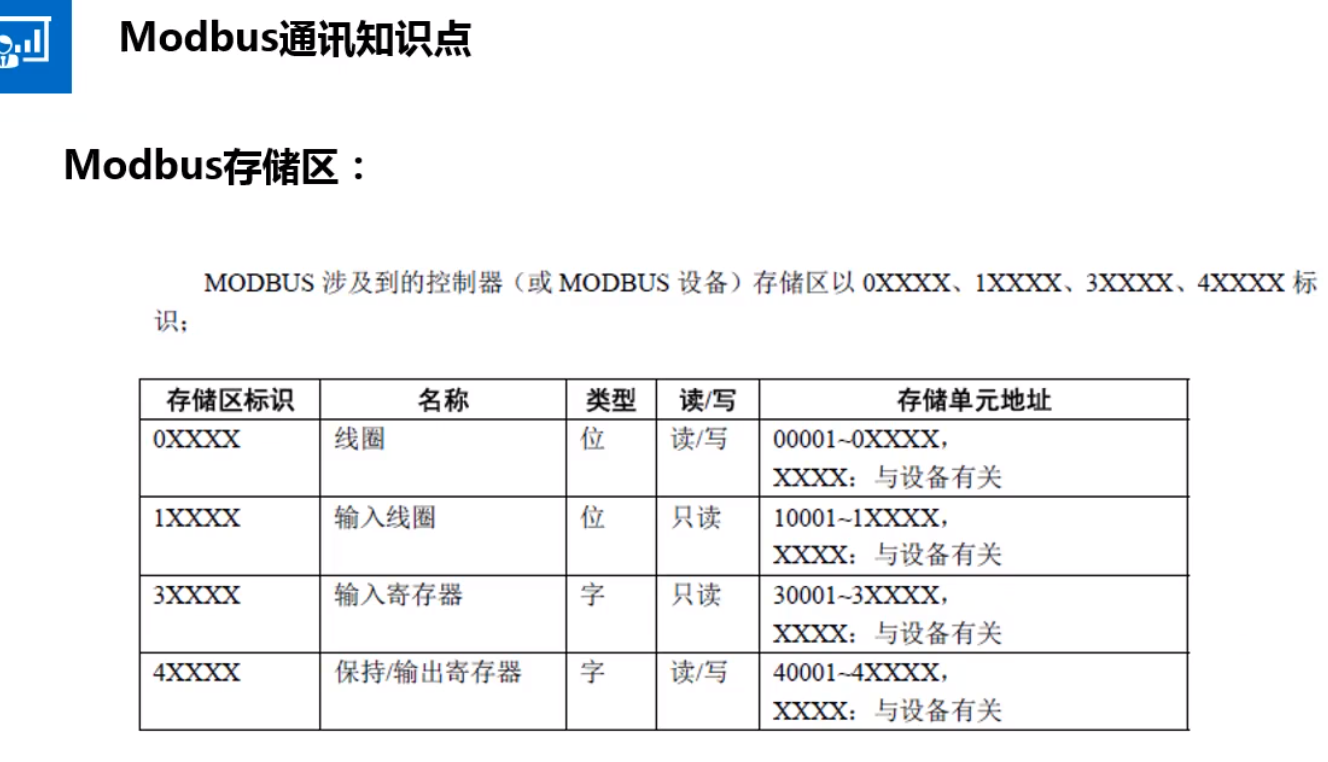 Modbus通讯知识点
Modbus存储区：
MODBUS 涉及到的控制器（或 MODBUS 设备）存储区以 0XXXX、1XXXX、3XXXX、4XXXX 标
识；
存储区标识 名称 类型 读/写 存储单元地址
0XXXX 线圈 位 读/写 00001~0XXXX，
XXXX：与设备有关
1XXXX 输入线圈 位 只读 10001~1XXXX，
XXXX：与设备有关
3XXXX 输入寄存器 字 只读 30001~3XXXX，
XXXX：与设备有关
4XXXX 保持/输出寄存器 字 读/写 40001~4XXXX，
XXXX：与设备有关